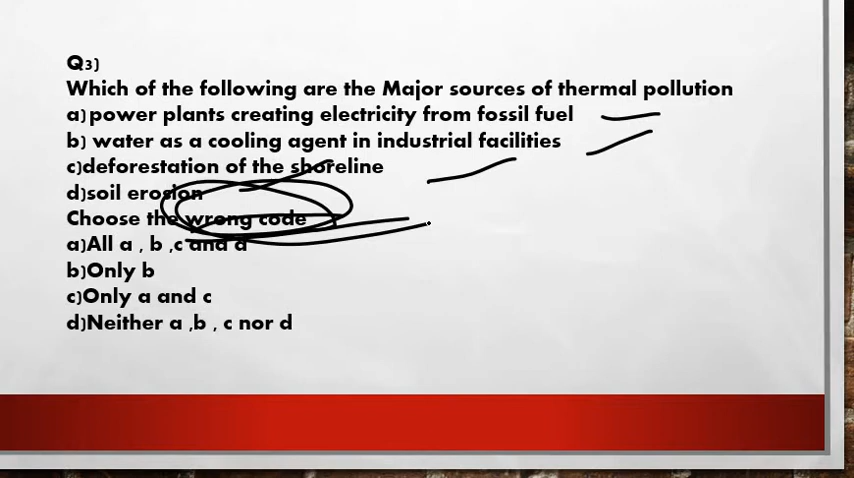 Q3)
Which of the following are the Major sources of thermal pollution
a)power plants creating electricity from fossil fuel
b) water as a cooling agent in industrial facilities
c)deforestation of the shoreline
d)soil erosion
Choose the wrong code
a)All a , b ,c and d
b)Only b
c)Only a and c
d)Neither a ,b , c nor d